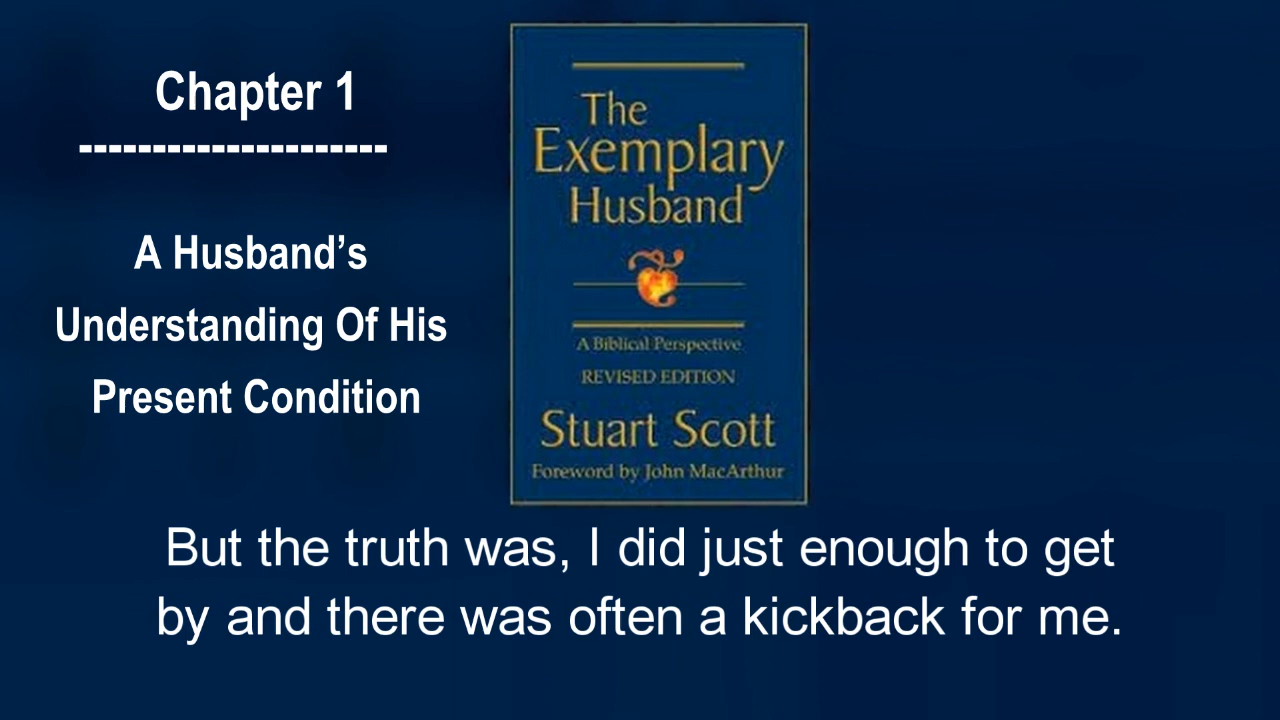 Chapter 1
---------------------
A Husband’s
Understanding Of His
Present Condition
The
Exemplary
Husband
A Biblical Perspective
REVISED EDITION
Stuart Scott
Foreword by John MacArthur
But the truth was, I did just enough to get
by and there was often a kickback for me.